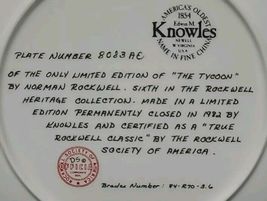 AMERICA'S OLDEST
1854
Edwin M.
Knowles
NEWELL
W VIRGINIA
U.S.A.
NAME IN FINE CHINA
PLATE NUMBER 8083AE
OF THE ONLY LIMITED EDITION OF "THE TYCOON"
BY NORMAN ROCKWELL. SIXTH IN THE ROCKWELL
HERITAGE COLLECTION. MADE IN A LIMITED
EDITION PERMANENTLY CLOSED IN 1982 BY
KNOWLES AND CERTIFIED AS A "TRUE
ROCKWELL CLASSIC" BY THE ROCKWELL
SOCIETY OF AMERICA.
SOCIETY OF
Bradex Number: 84-R70-3.6